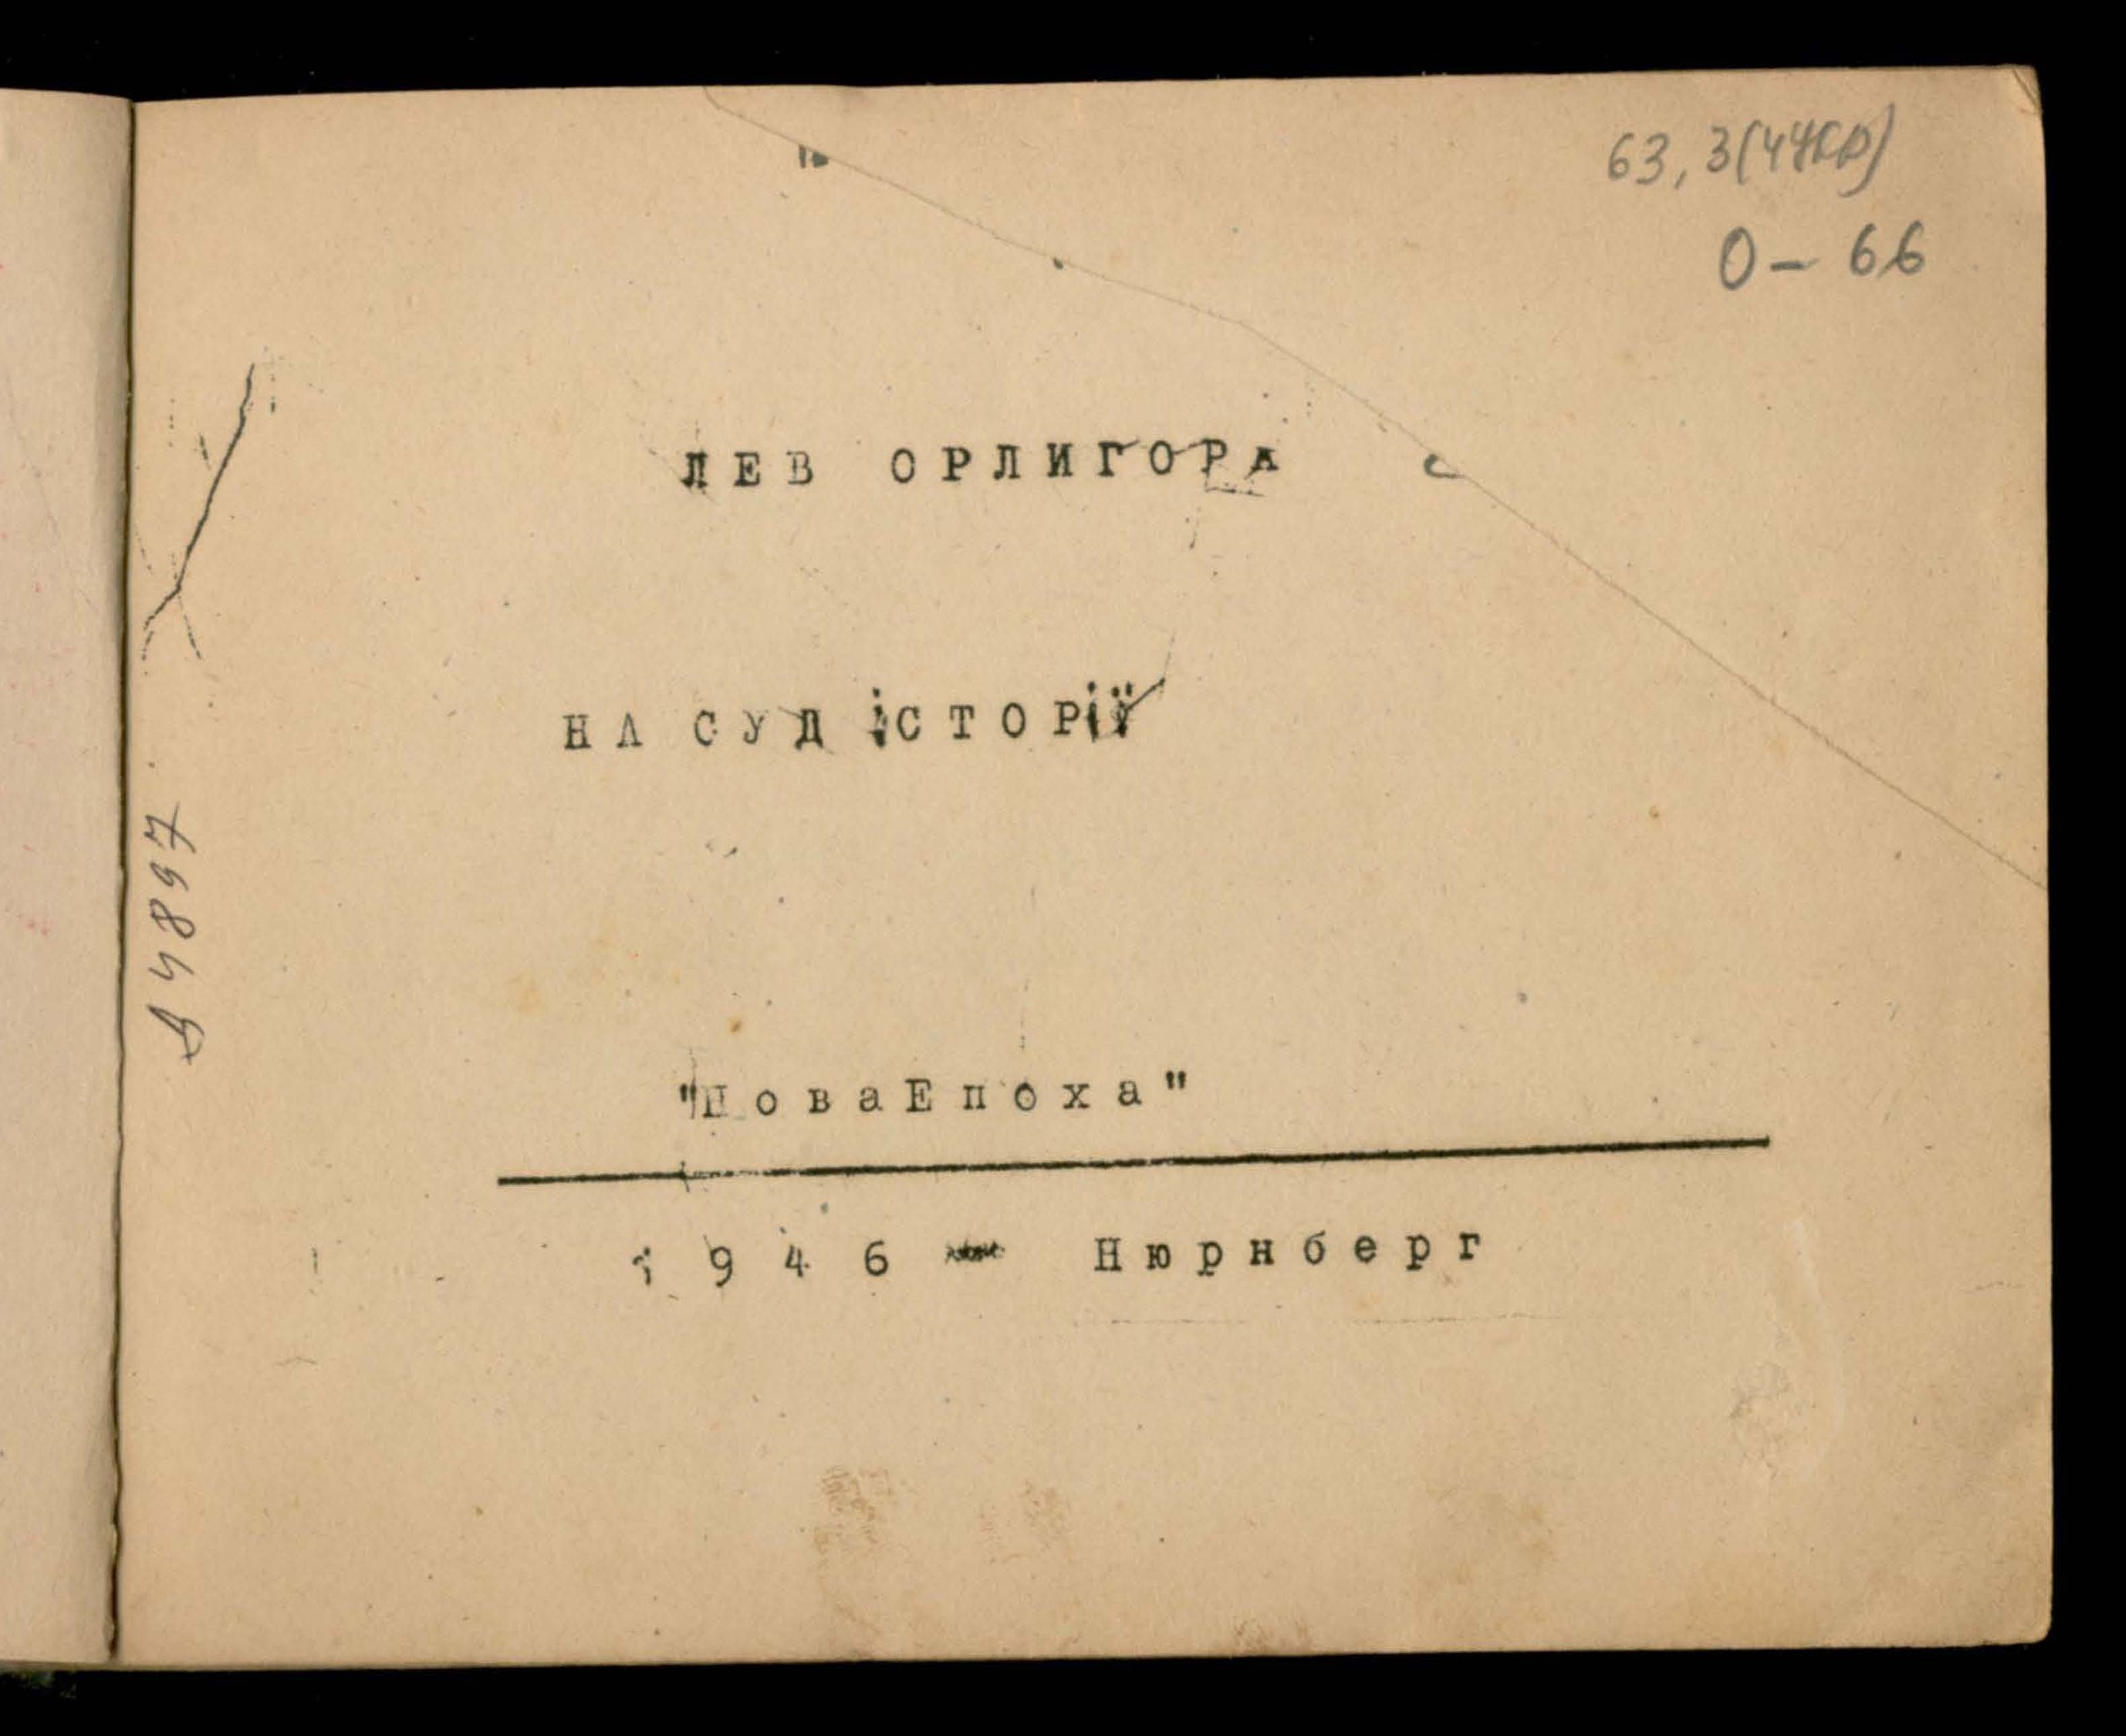 63,3(4УКР)
О-66
ЛЕВ ОРЛИГОРА
НА СУД ІСТОРІЇ
"Нова Епоха"
1946 - Нюрнберг